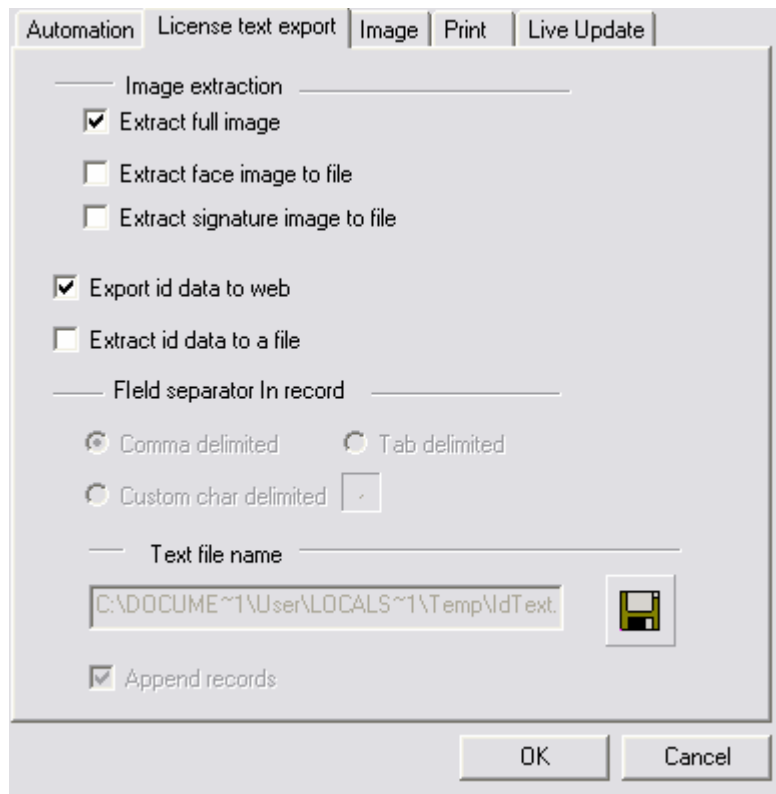 Automation License text export Image Print Live Update
Image extraction
Extract full image
Extract face image to file
Extract signature image to file
Export id data to web
Extract id data to a file
FIeld separator In record
Comma delimited Tab delimited
Custom char delimited ,
Text file name
C:\DOCUME~1\User\LOCALS~1\Temp\IdText.
Append records
OK Cancel